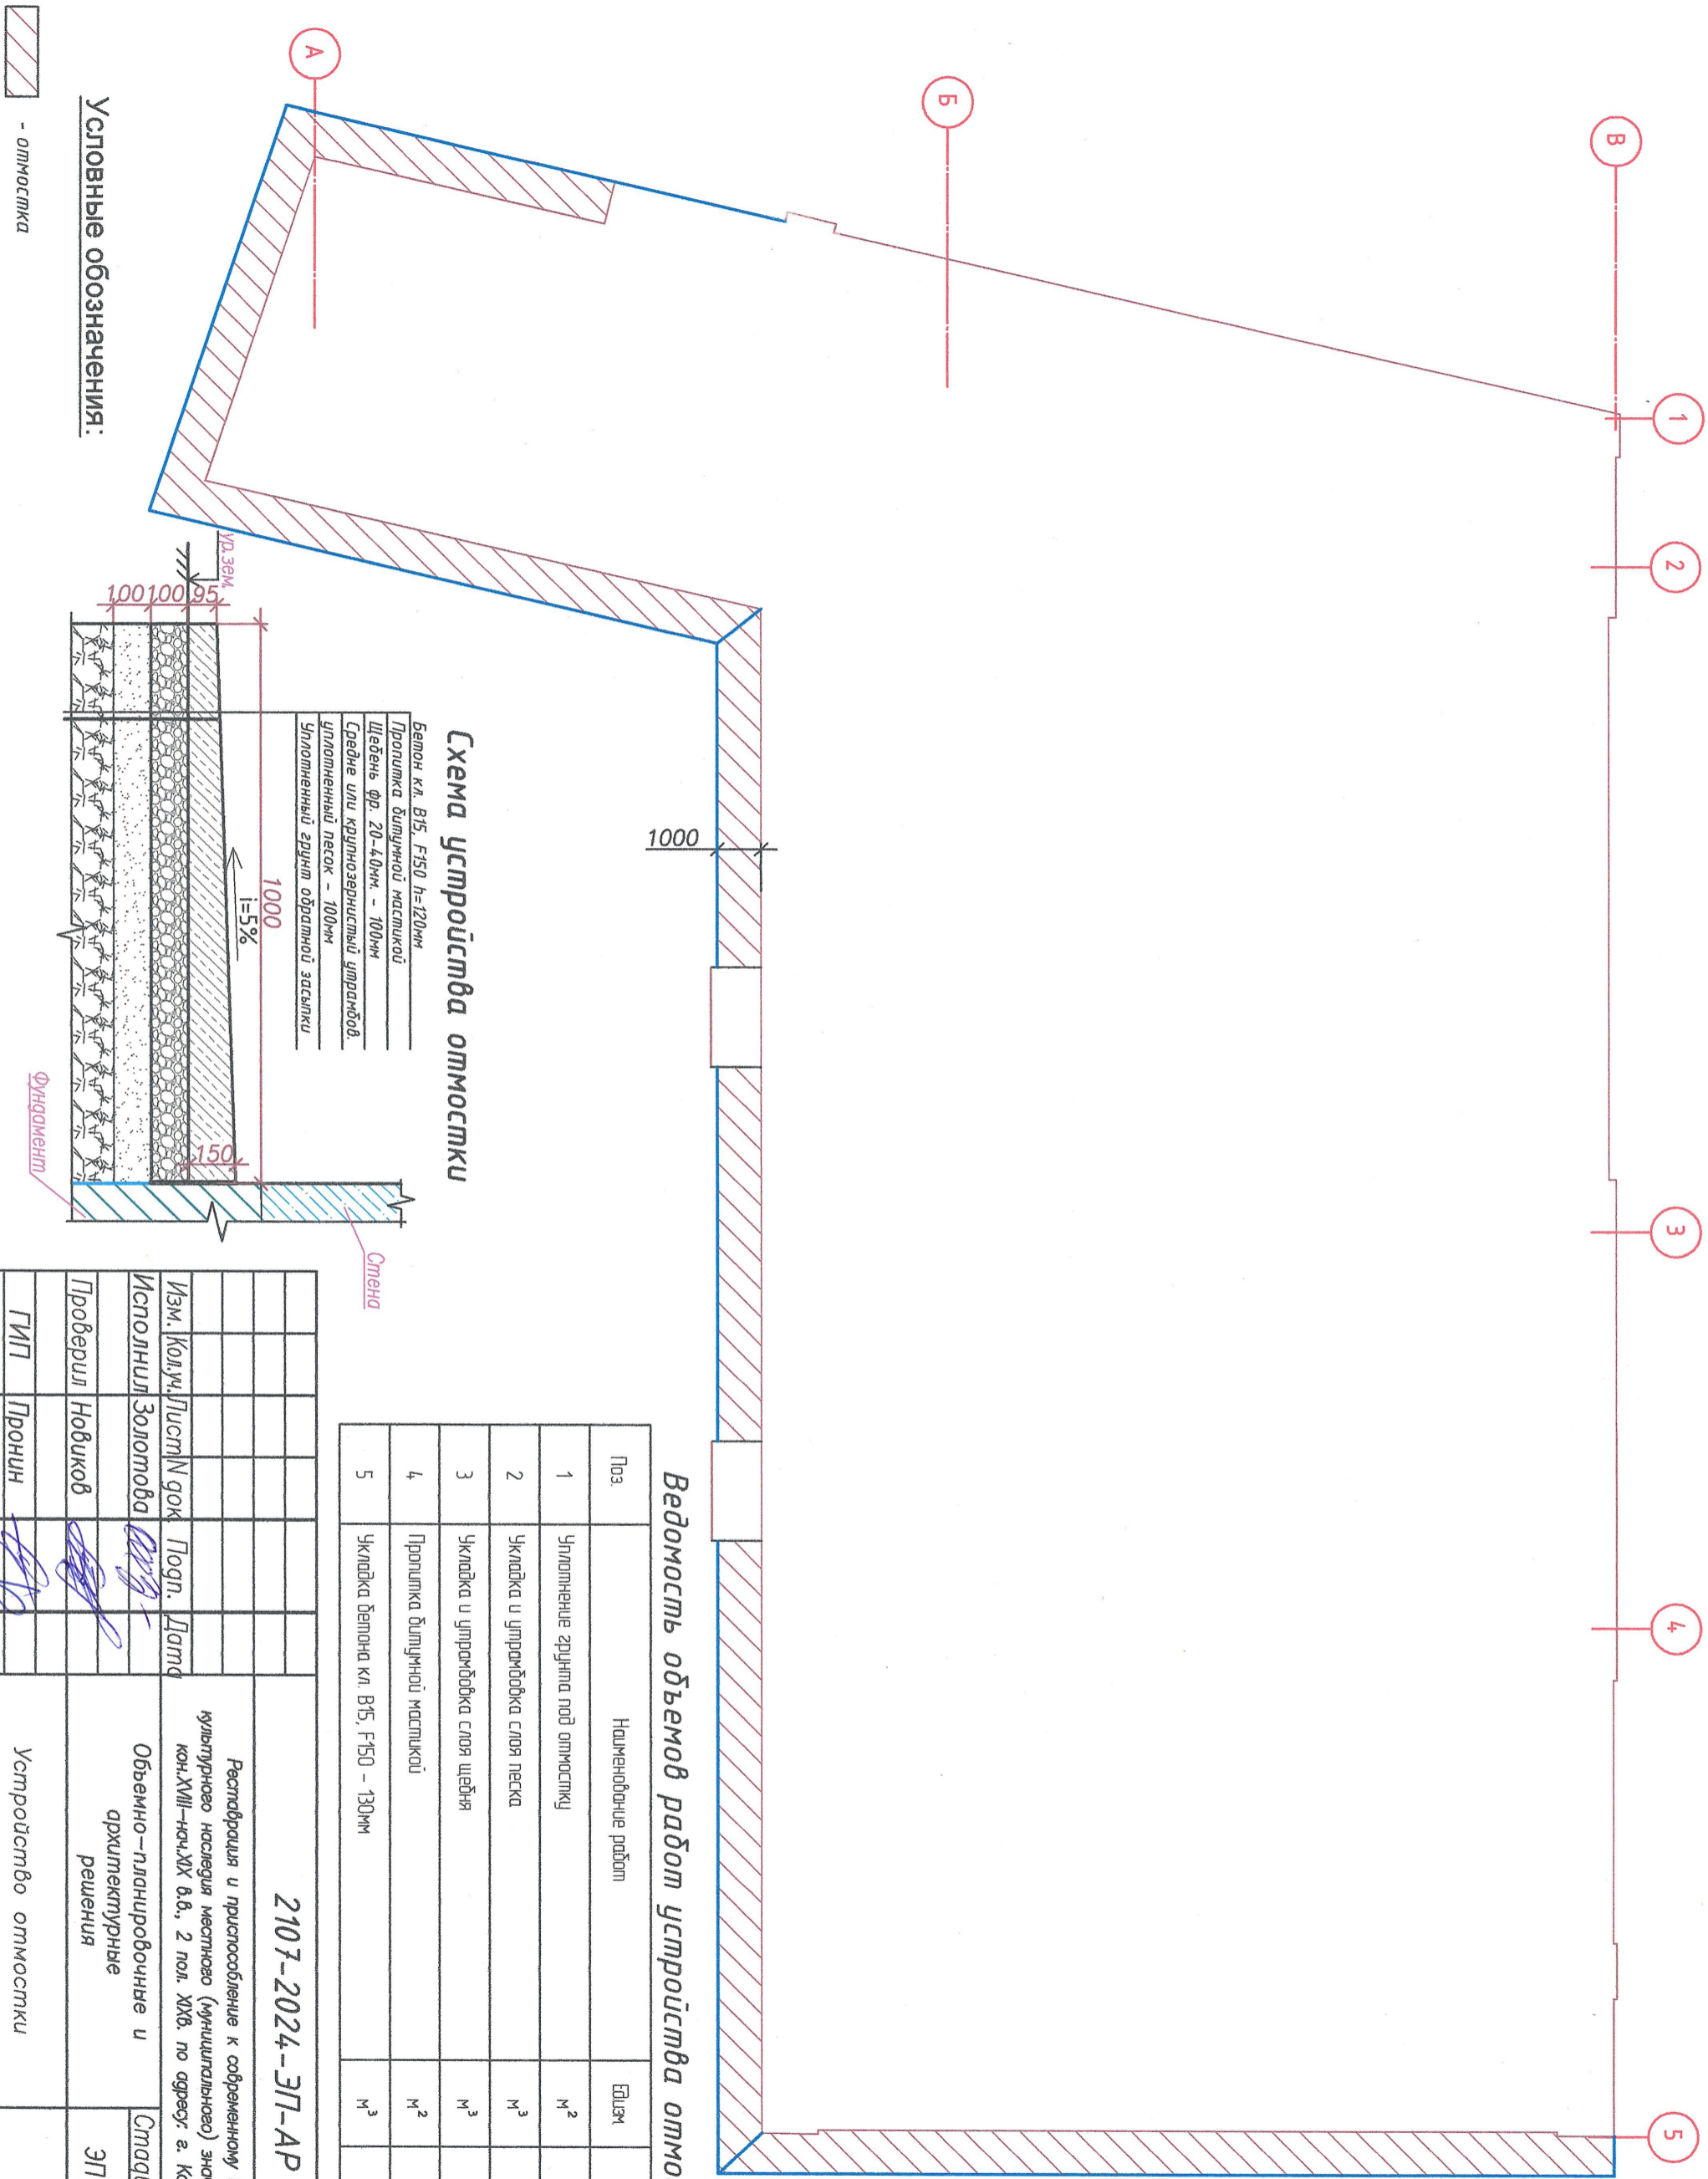 А
Б
В
1
2
3
4
5
1000
Условные обозначения:
- отмостка
Схема устройства отмостки
Бетон кл. В15, F150 h=120мм
Пропитка битумной мастикой
Щебень фр. 20-40мм. - 100мм
Средне или крупнозернистый утрамбов.
уплотненный песок - 100мм
Уплотненный грунт обратной засыпки
ур.зем.
1000
i=5%
95
100
100
150
Стена
Фундамент
Ведомость объемов работ устройства отмо
Поз. Наименование работ Ед.изм.
1 Уплотнение грунта под отмостку м²
2 Укладка и утрамбовка слоя песка м³
3 Укладка и утрамбовка слоя щебня м³
4 Пропитка битумной мастикой м²
5 Укладка бетона кл. В15, F150 - 130мм м³
2107-2024-ЭП-АР
Реставрация и приспособление к современному
культурного наследия местного (муниципального) зна
кон.XVIII-нач.XIX в.в., 2 пол. XIXв. по адресу: г. Ка
Изм. Кол.уч. Лист N док. Подп. Дата
Исполнил Золотова
Проверил Новиков
ГИП Пронин
Объемно-планировочные и
архитектурные
решения
Стади
ЭП
Устройство отмостки